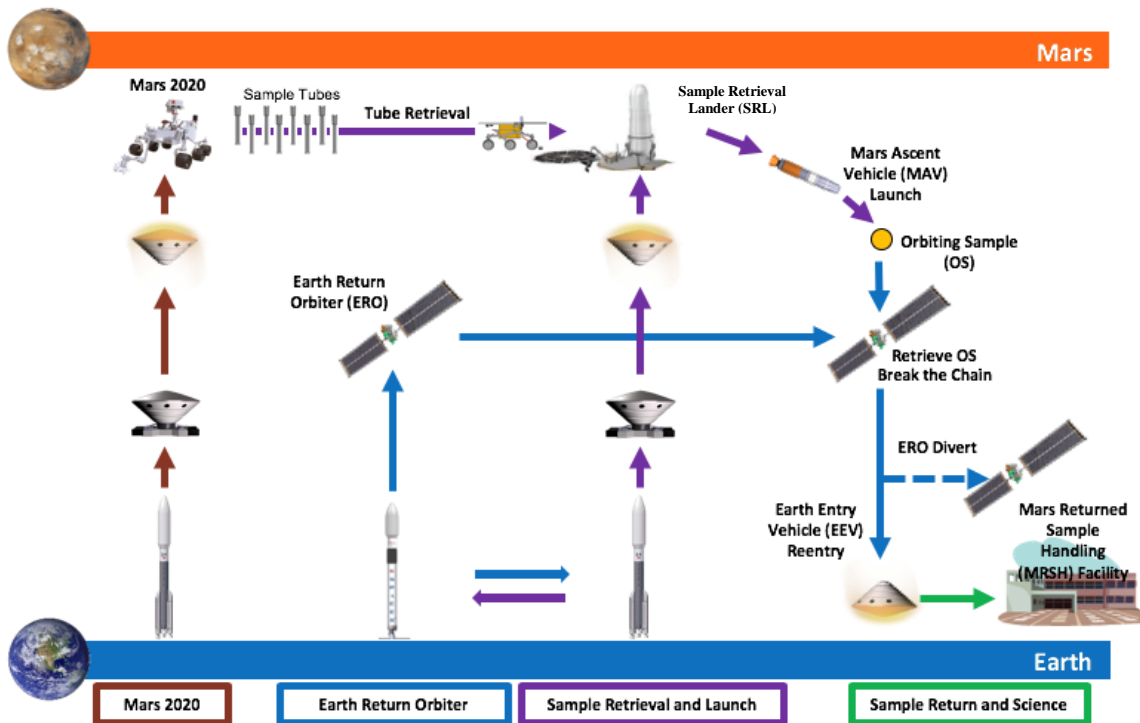 Mars
Mars 2020
Sample Tubes
Tube Retrieval
Sample Retrieval
Lander (SRL)
Mars Ascent
Vehicle (MAV)
Launch
Orbiting Sample
(OS)
Earth Return
Orbiter (ERO)
Retrieve OS
Break the Chain
ERO Divert
Earth Entry
Vehicle (EEV)
Reentry
Mars Returned
Sample
Handling
(MRSH) Facility
Earth
Mars 2020
Earth Return Orbiter
Sample Retrieval and Launch
Sample Return and Science